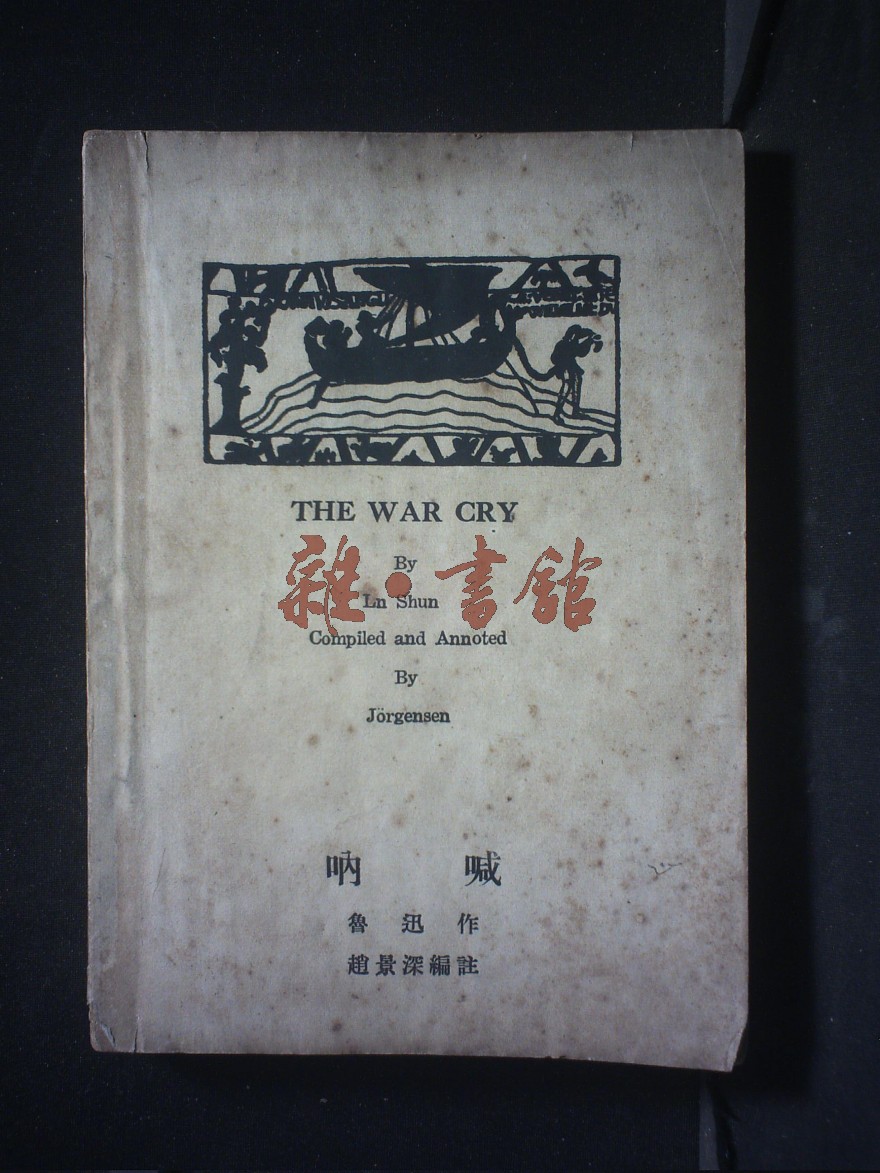 THE WAR CRY
By
雜·書館
Ln Shun
Compiled and Annoted
By
Jörgensen
吶喊
魯迅作
趙景深編註